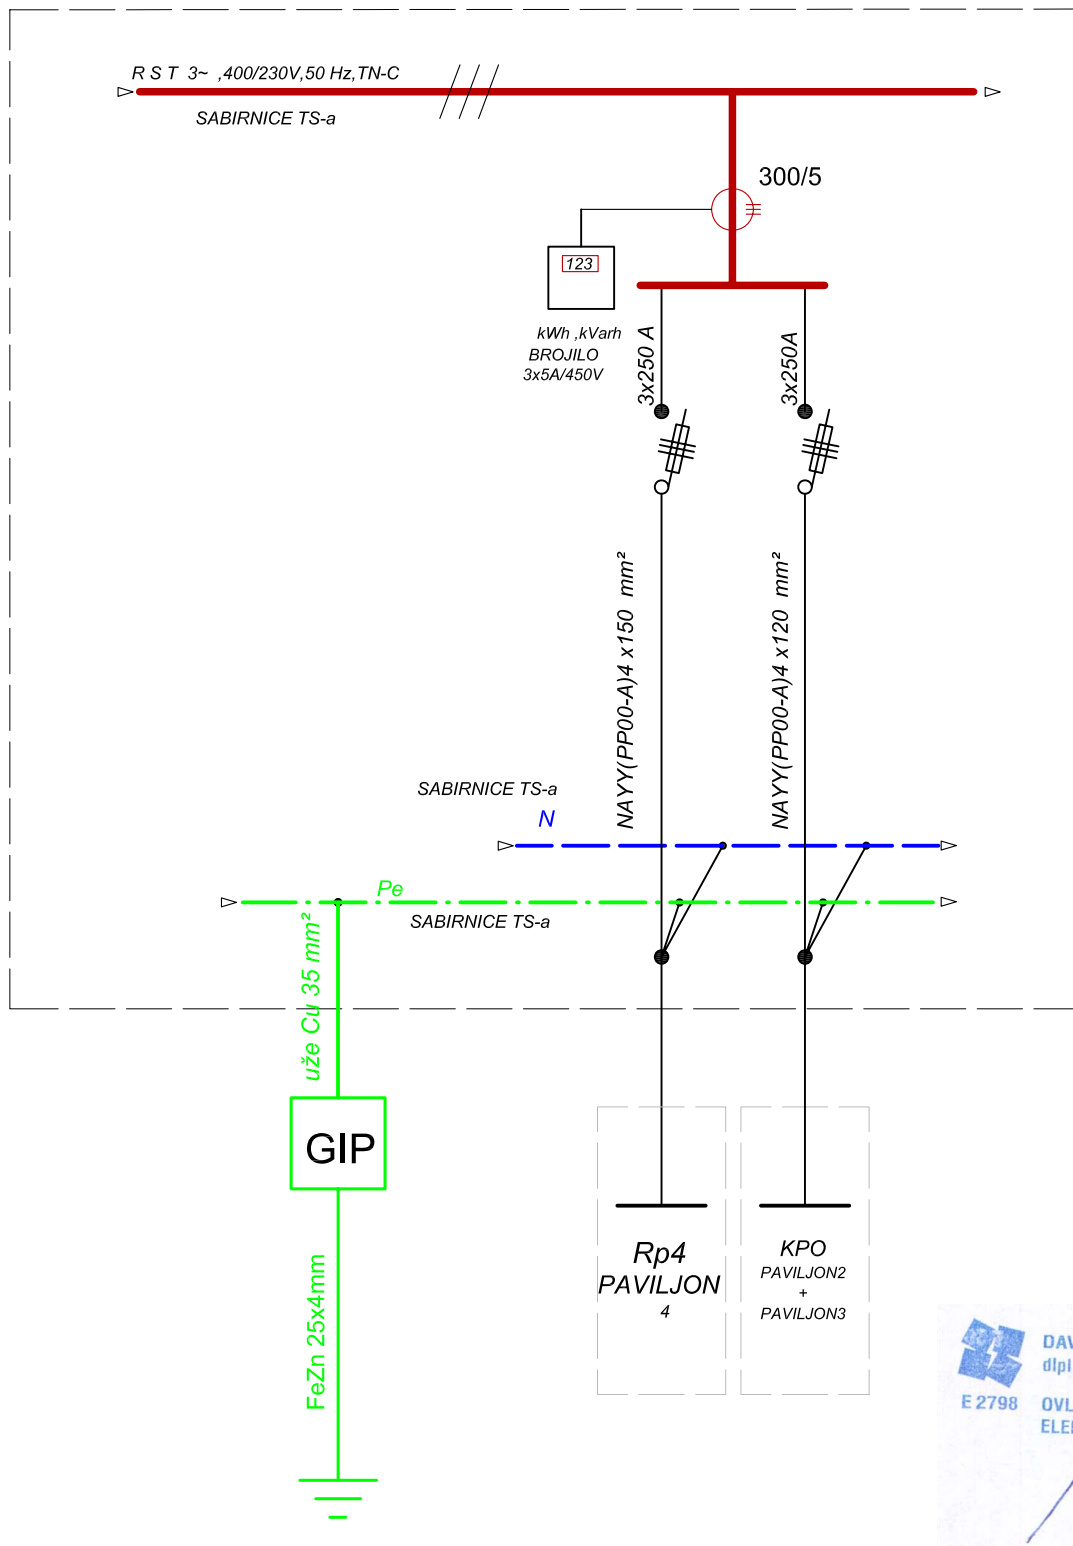 R S T 3~ ,400/230V,50 Hz,TN-C
SABIRNICE TS-a
300/5
123
kWh ,kVarh
BROJILO
3x5A/450V
3x250 A
3x250A
NAYY(PP00-A)4 x150 mm²
NAYY(PP00-A)4 x120 mm²
SABIRNICE TS-a
N
Pe
SABIRNICE TS-a
uže Cu 35 mm²
GIP
FeZn 25x4mm
Rp4
PAVILJON
4
KPO
PAVILJON2
+
PAVILJON3
E 2798